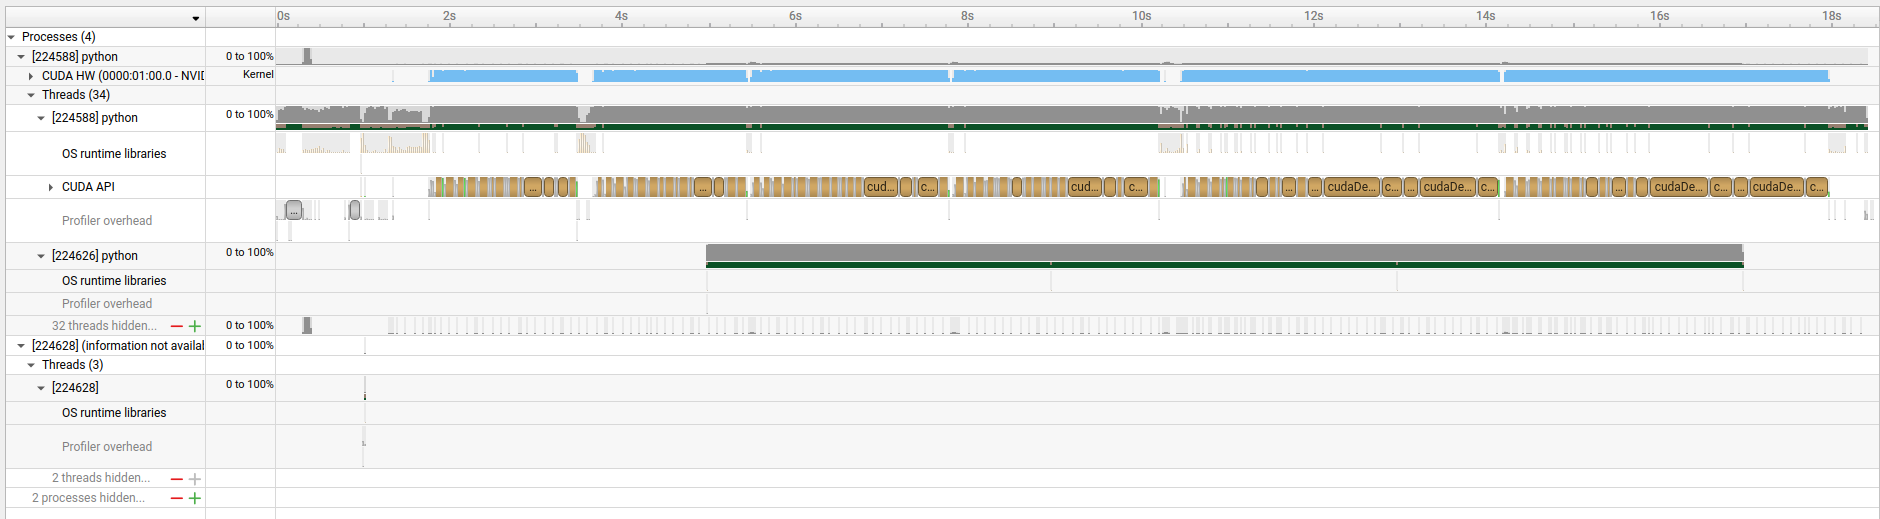 0s 2s 4s 6s 8s 10s 12s 14s 16s 18s
Processes (4)
[224588] python 0 to 100%
CUDA HW (0000:01:00.0 - NVID Kernel
Threads (34)
[224588] python 0 to 100%
OS runtime libraries
CUDA API ... cud... c... cud... c... cudaDe... c... ... cudaDe... c... ... ... cudaDe... c... ... cudaDe... c...
Profiler overhead ...
[224626] python 0 to 100%
OS runtime libraries
Profiler overhead
32 threads hidden... 0 to 100%
[224628] (information not availal 0 to 100%
Threads (3)
[224628] 0 to 100%
OS runtime libraries
Profiler overhead
2 threads hidden...
2 processes hidden...